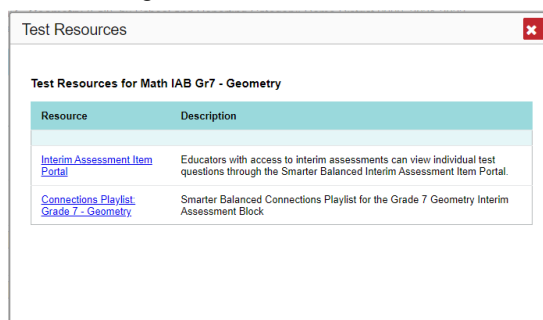 Test Resources
Test Resources for Math IAB Gr7 - Geometry
Resource Description
Interim Assessment Item Educators with access to interim assessments can view individual test
Portal questions through the Smarter Balanced Interim Assessment Item Portal.
Connections Playlist: Smarter Balanced Connections Playlist for the Grade 7 Geometry Interim
Grade 7 - Geometry Assessment Block